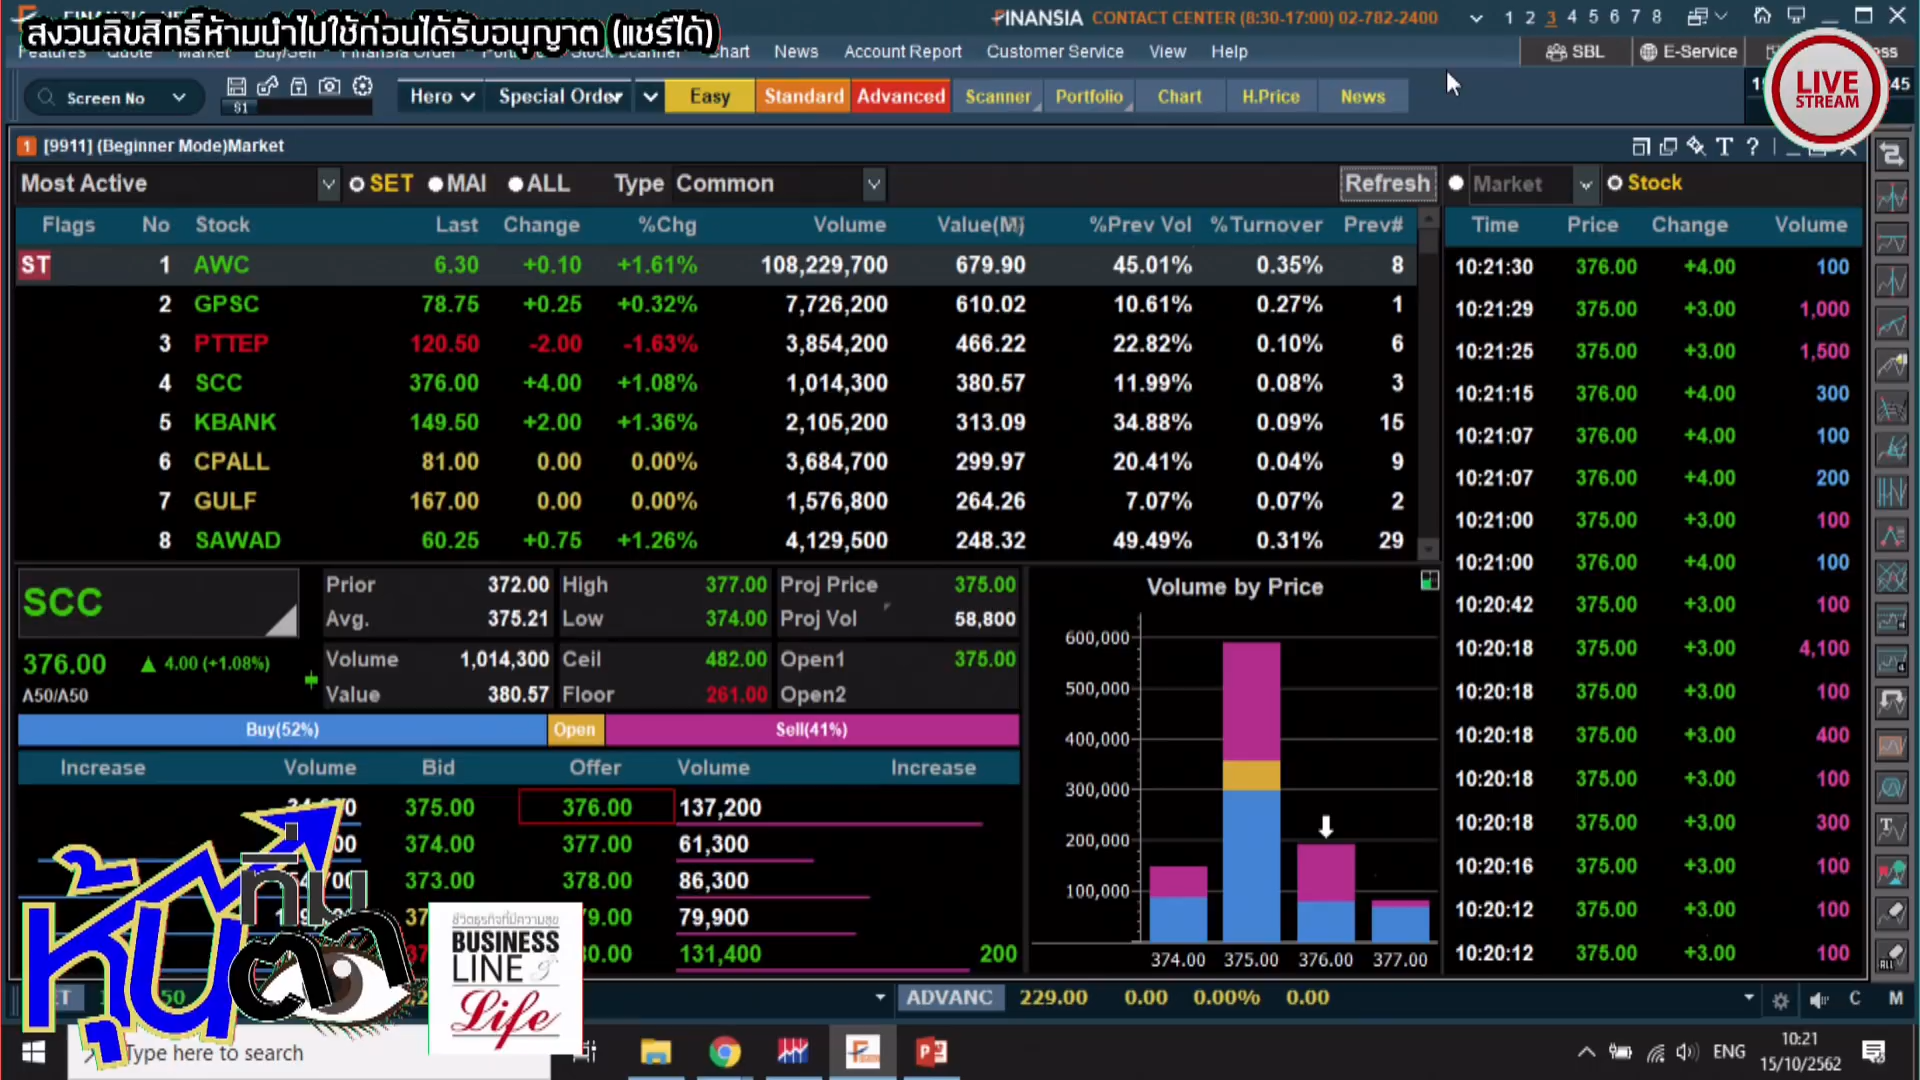 สงวนลิขสิทธิ์ห้ามนำไปใช้ก่อนได้รับอนุญาต (แชร์ได้)
FINANSIA CONTACT CENTER (8:30-17:00) 02-782-2400 1 2 3 4 5 6 7 8
Chart News Account Report Customer Service View Help SBL E-Service
LIVE STREAM
Screen No S1 Hero Special Order Easy Standard Advanced Scanner Portfolio Chart H.Price News
1 [9911] (Beginner Mode)Market
Most Active SET MAI ALL Type Common Refresh Market Stock
Flags No Stock Last Change %Chg Volume Value(M) %Prev Vol %Turnover Prev#
ST 1 AWC 6.30 +0.10 +1.61% 108,229,700 679.90 45.01% 0.35% 8
2 GPSC 78.75 +0.25 +0.32% 7,726,200 610.02 10.61% 0.27% 1
3 PTTEP 120.50 -2.00 -1.63% 3,854,200 466.22 22.82% 0.10% 6
4 SCC 376.00 +4.00 +1.08% 1,014,300 380.57 11.99% 0.08% 3
5 KBANK 149.50 +2.00 +1.36% 2,105,200 313.09 34.88% 0.09% 15
6 CPALL 81.00 0.00 0.00% 3,684,700 299.97 20.41% 0.04% 9
7 GULF 167.00 0.00 0.00% 1,576,800 264.26 7.07% 0.07% 2
8 SAWAD 60.25 +0.75 +1.26% 4,129,500 248.32 49.49% 0.31% 29
Time Price Change Volume
10:21:30 376.00 +4.00 100
10:21:29 375.00 +3.00 1,000
10:21:25 375.00 +3.00 1,500
10:21:15 376.00 +4.00 300
10:21:07 376.00 +4.00 100
10:21:07 376.00 +4.00 200
10:21:00 375.00 +3.00 100
10:21:00 376.00 +4.00 100
10:20:42 375.00 +3.00 100
10:20:18 375.00 +3.00 4,100
10:20:18 375.00 +3.00 100
10:20:18 375.00 +3.00 400
10:20:18 375.00 +3.00 100
10:20:18 375.00 +3.00 300
10:20:16 375.00 +3.00 100
10:20:12 375.00 +3.00 100
10:20:12 375.00 +3.00 100
SCC
376.00 ▲ 4.00 (+1.08%)
A50/A50
Prior 372.00 High 377.00 Proj Price 375.00
Avg. 375.21 Low 374.00 Proj Vol 58,800
Volume 1,014,300 Ceil 482.00 Open1 375.00
Value 380.57 Floor 261.00 Open2
Buy(52%) Open Sell(41%)
Increase Volume Bid Offer Volume Increase
375.00 376.00 137,200
374.00 377.00 61,300
373.00 378.00 86,300
79,900
131,400 200
Volume by Price
600,000
500,000
400,000
300,000
200,000
100,000
374.00 375.00 376.00 377.00
หุ้นทันตา
ชีวิตธุรกิจที่มีความสุข
BUSINESS
LINE &
Life
ADVANC 229.00 0.00 0.00% 0.00 C M
Type here to search
ENG 10:21
15/10/2562